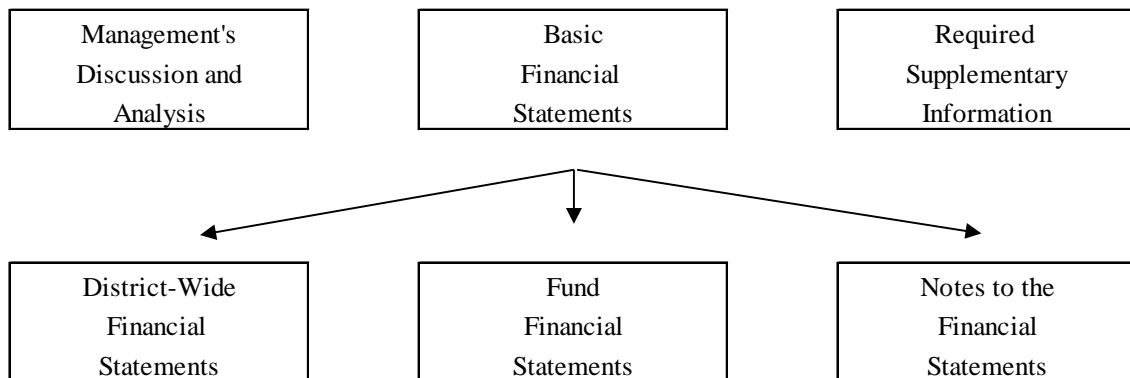 Management's
Discussion and
Analysis
Basic
Financial
Statements
Required
Supplementary
Information
District-Wide
Financial
Statements
Fund
Financial
Statements
Notes to the
Financial
Statements